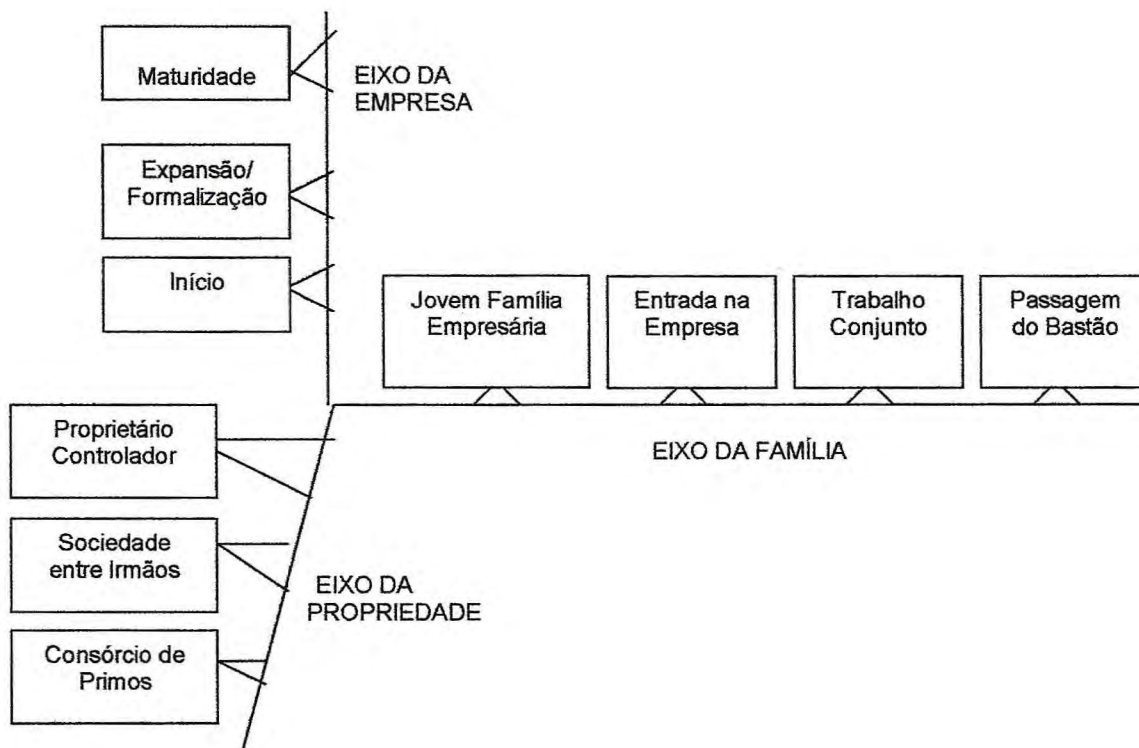 Maturidade
EIXO DA
EMPRESA
Expansão/
Formalização
Início
Jovem Família
Empresária
Entrada na
Empresa
Trabalho
Conjunto
Passagem
do Bastão
Proprietário
Controlador
EIXO DA FAMÍLIA
Sociedade
entre Irmãos
EIXO DA
PROPRIEDADE
Consórcio de
Primos